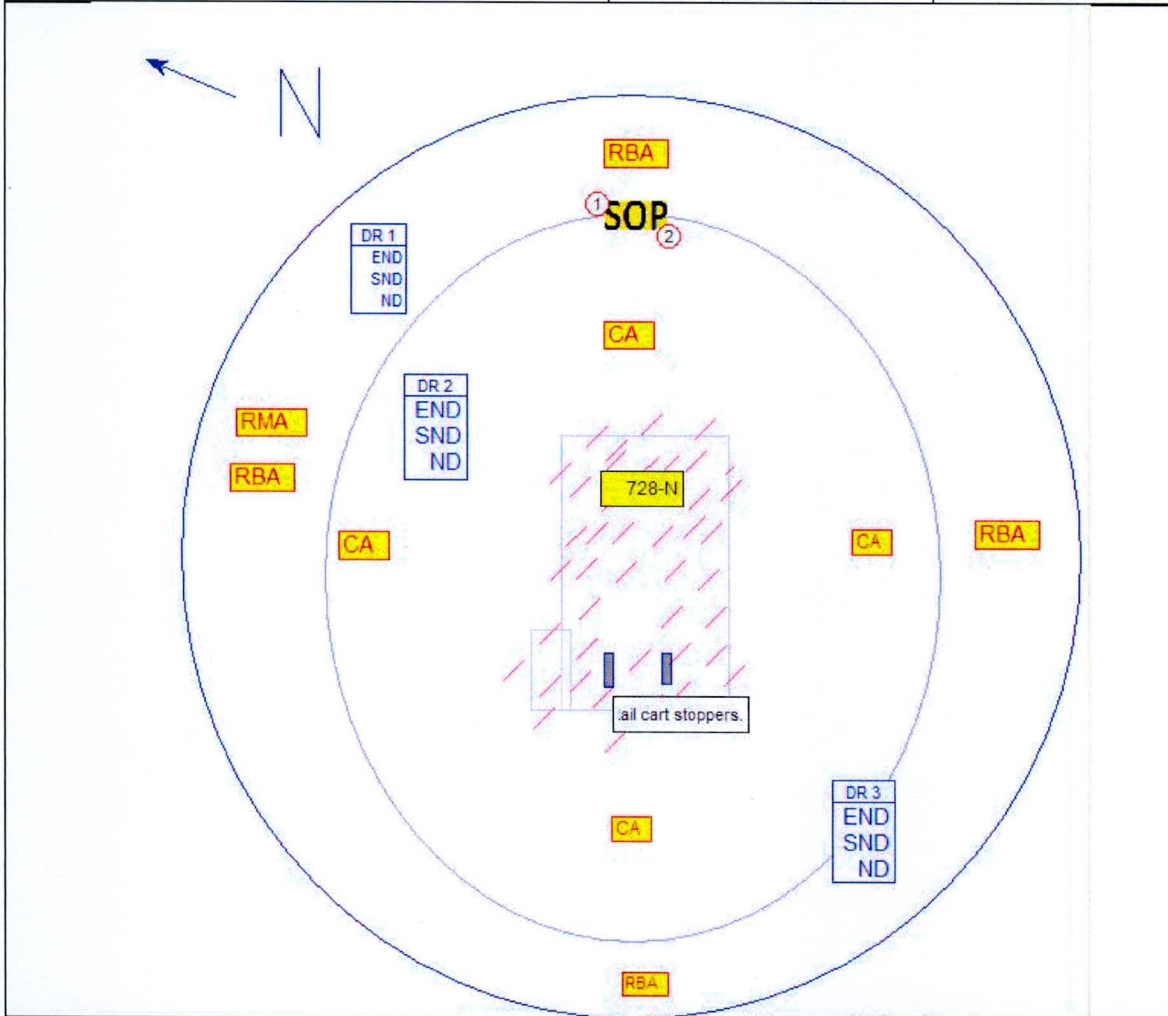 N
RBA
1
SOP
2
DR 1
END
SND
ND
CA
DR 2
END
SND
ND
RMA
RBA
728-N
CA
CA
RBA
.ail cart stoppers.
DR 3
END
SND
ND
CA
RBA